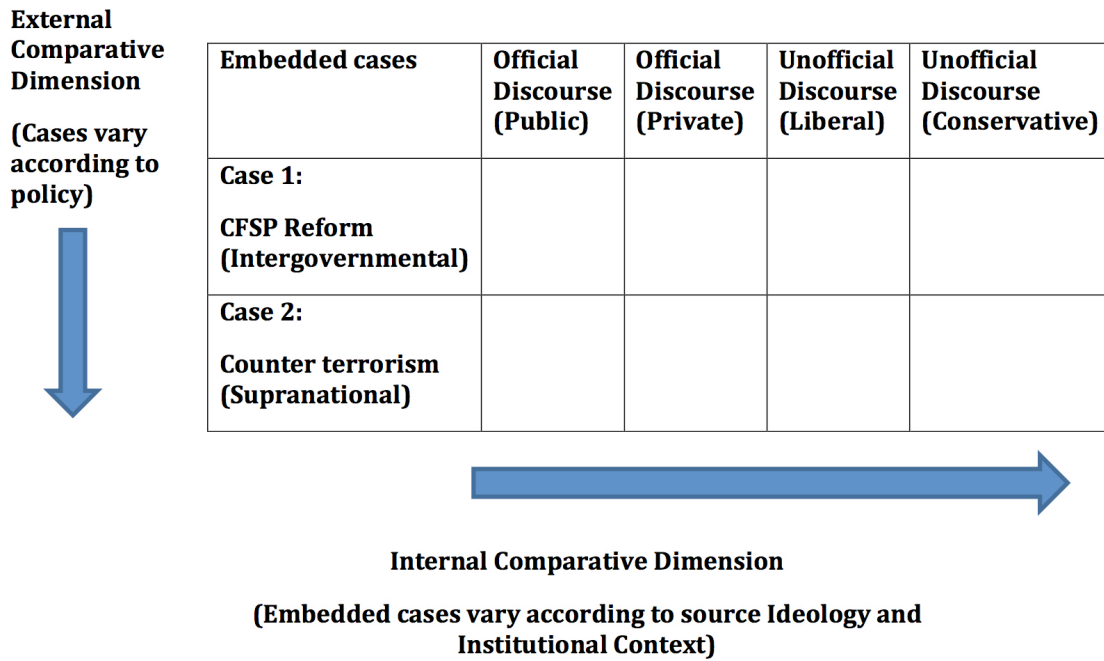 External
Comparative
Dimension
(Cases vary
according to
policy)
Embedded cases
Official
Discourse
(Public)
Official
Discourse
(Private)
Unofficial
Discourse
(Liberal)
Unofficial
Discourse
(Conservative)
Case 1:
CFSP Reform
(Intergovernmental)
Case 2:
Counter terrorism
(Supranational)
Internal Comparative Dimension
(Embedded cases vary according to source Ideology and
Institutional Context)